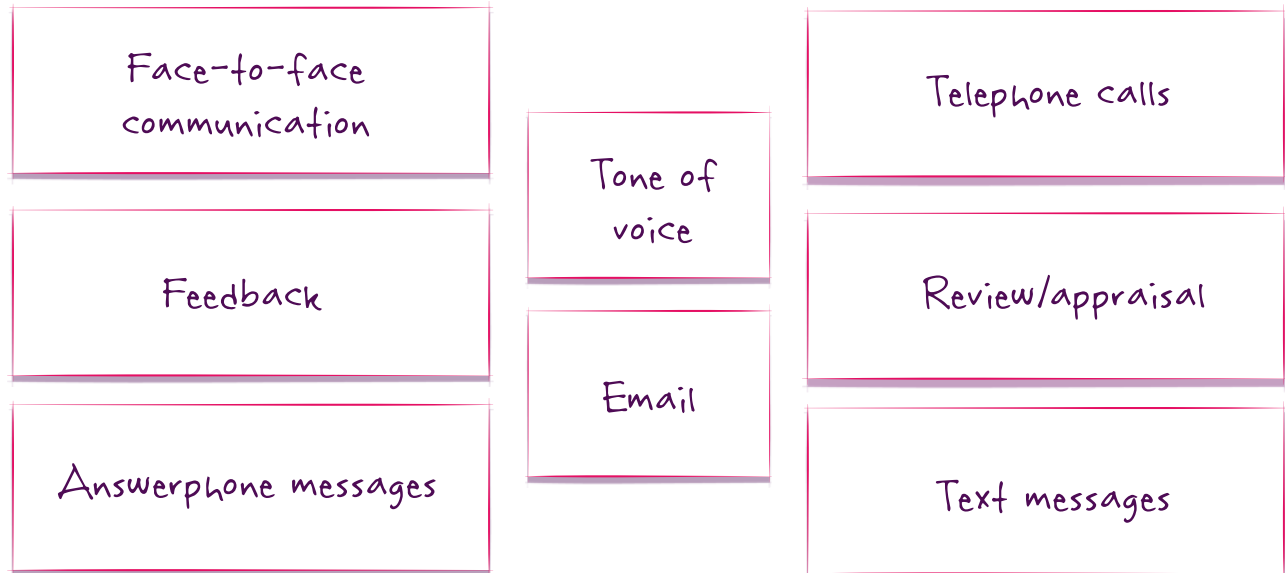 Face-to-face
communication
Feedback
Answerphone messages
Tone of
voice
Email
Telephone calls
Review/appraisal
Text messages